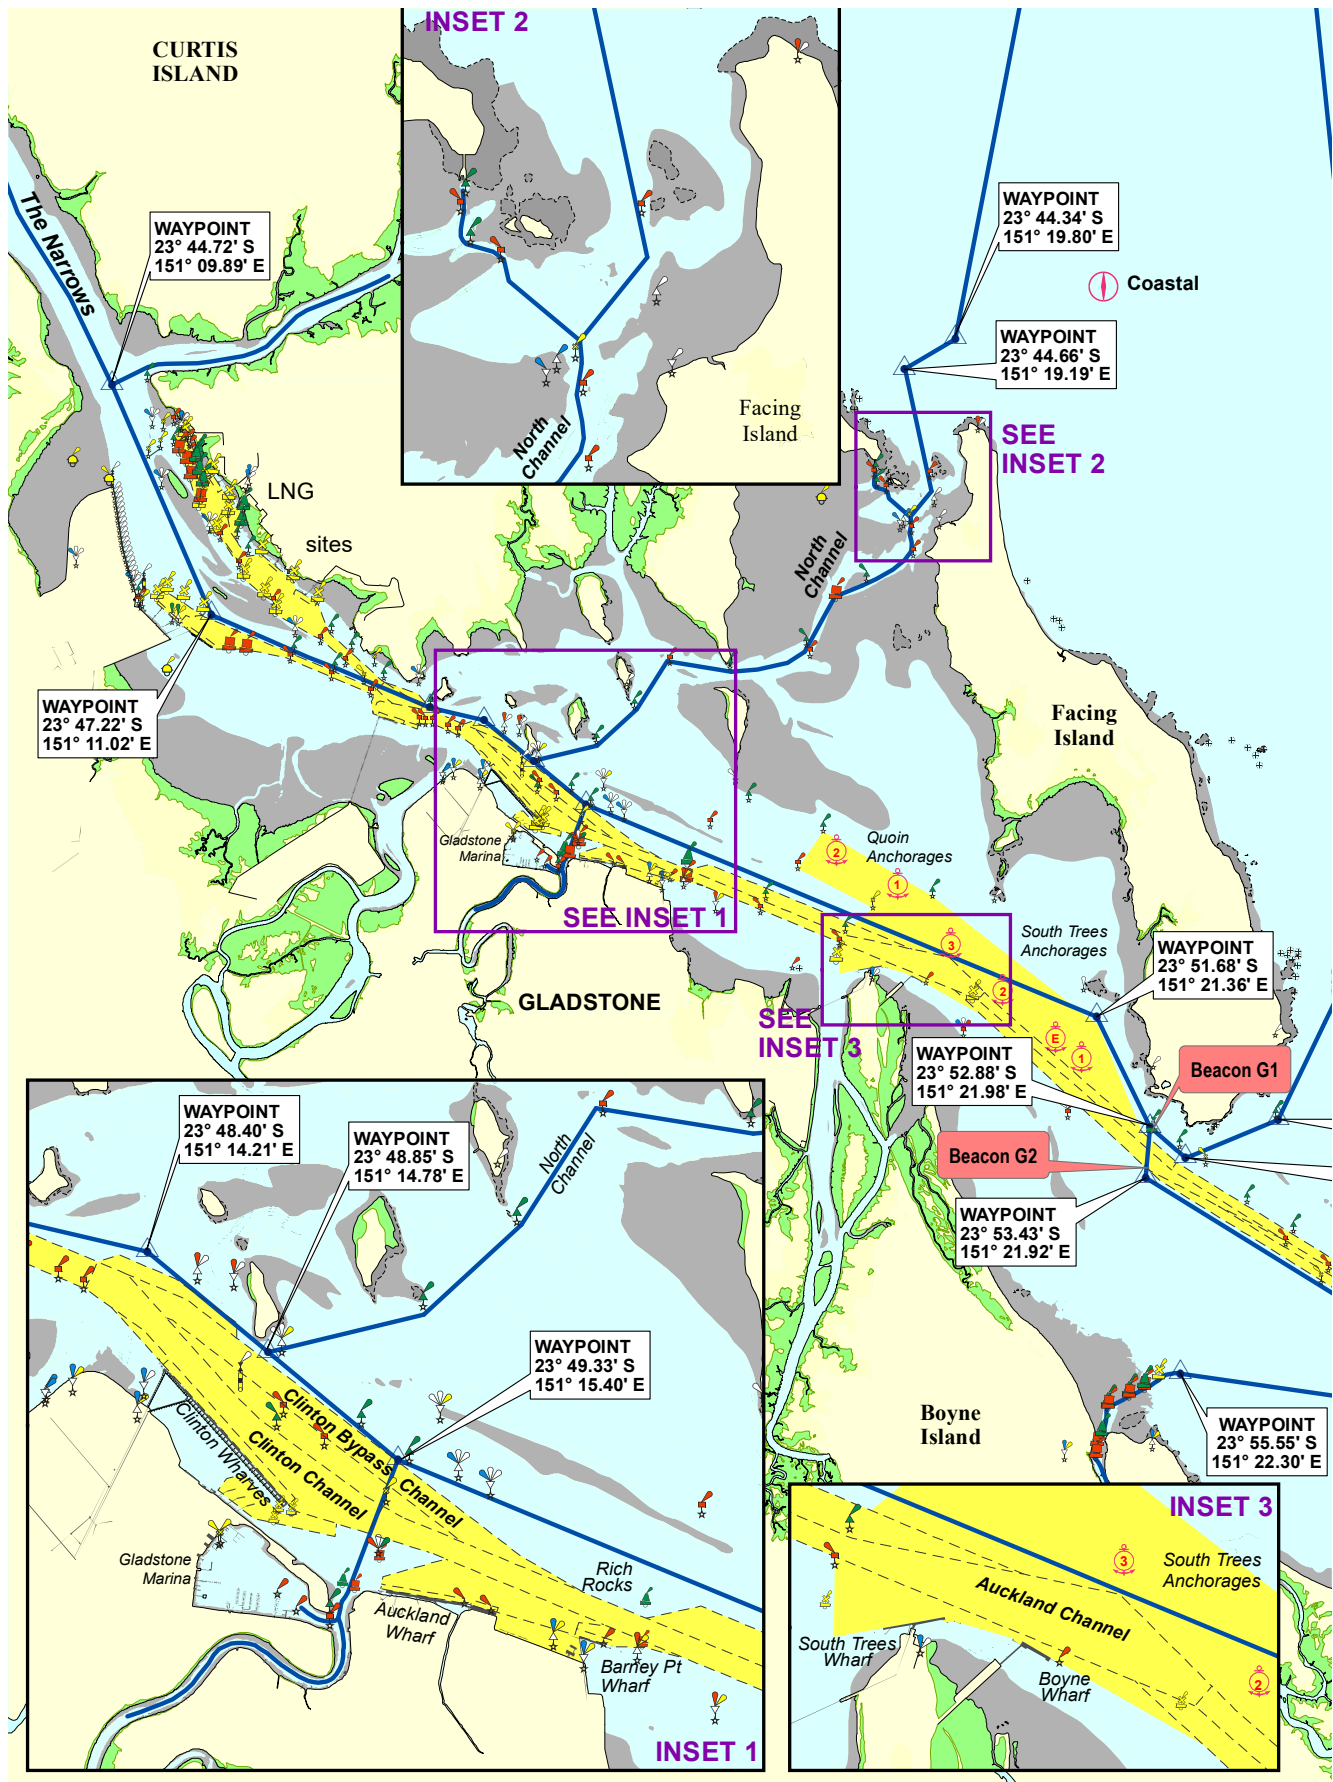 INSET 2
CURTIS
ISLAND
The Narrows
WAYPOINT
23° 44.72' S
151° 09.89' E
WAYPOINT
23° 44.34' S
151° 19.80' E
Coastal
WAYPOINT
23° 44.66' S
151° 19.19' E
Facing
Island
North
Channel
SEE
INSET 2
LNG
sites
North
Channel
WAYPOINT
23° 47.22' S
151° 11.02' E
Facing
Island
Gladstone
Marina
SEE INSET 1
2
Quoin
Anchorages
1
3
South Trees
Anchorages
2
WAYPOINT
23° 51.68' S
151° 21.36' E
GLADSTONE
SEE
INSET 3
E
1
WAYPOINT
23° 52.88' S
151° 21.98' E
Beacon G1
Beacon G2
WAYPOINT
23° 53.43' S
151° 21.92' E
WAYPOINT
23° 48.40' S
151° 14.21' E
WAYPOINT
23° 48.85' S
151° 14.78' E
North
Channel
WAYPOINT
23° 49.33' S
151° 15.40' E
Clinton Bypass Channel
Clinton Channel
Clinton Wharves
Gladstone
Marina
Auckland
Wharf
Rich
Rocks
Barney Pt
Wharf
INSET 1
Boyne
Island
WAYPOINT
23° 55.55' S
151° 22.30' E
INSET 3
3
South Trees
Anchorages
Auckland Channel
South Trees
Wharf
Boyne
Wharf
2